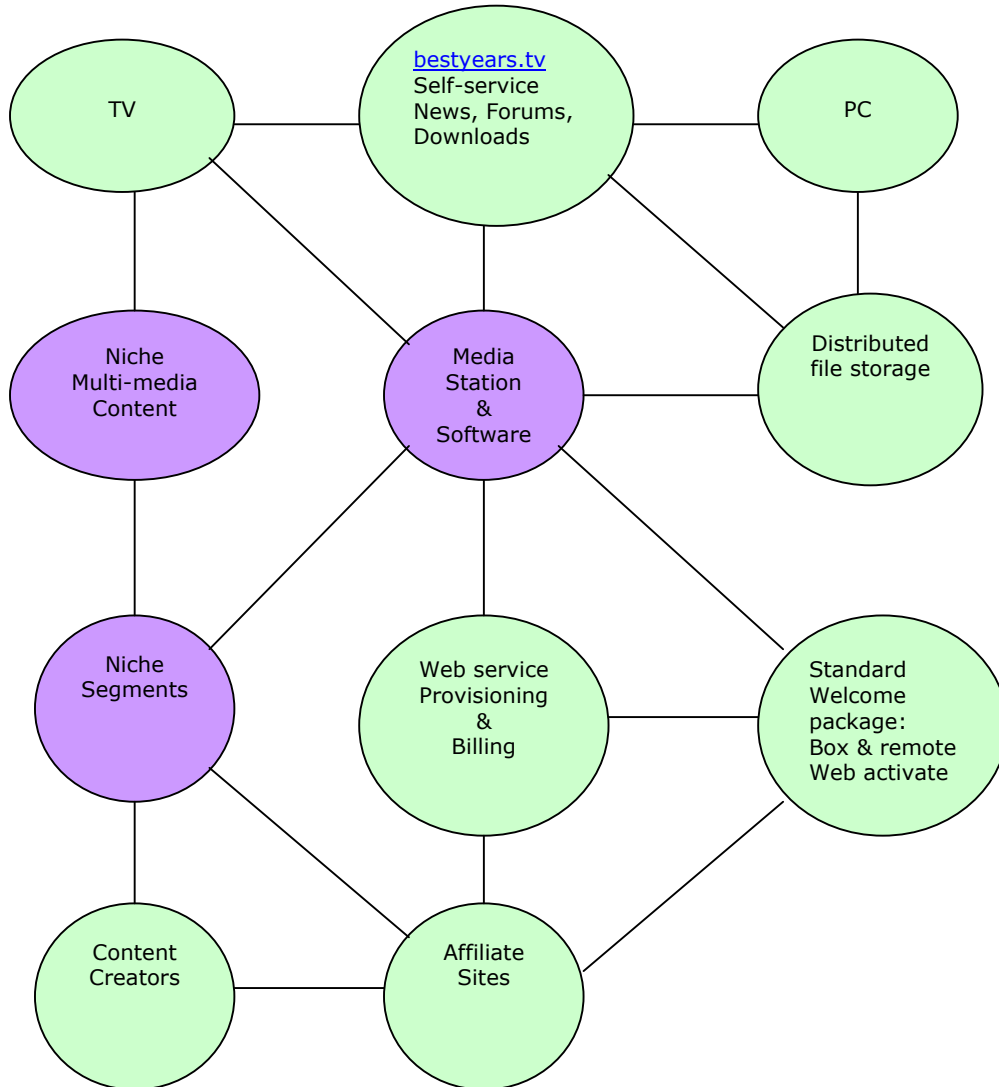 TV
bestyears.tv
Self-service
News, Forums,
Downloads
PC
Niche
Multi-media
Content
Media
Station
&
Software
Distributed
file storage
Niche
Segments
Web service
Provisioning
&
Billing
Standard
Welcome
package:
Box & remote
Web activate
Content
Creators
Affiliate
Sites